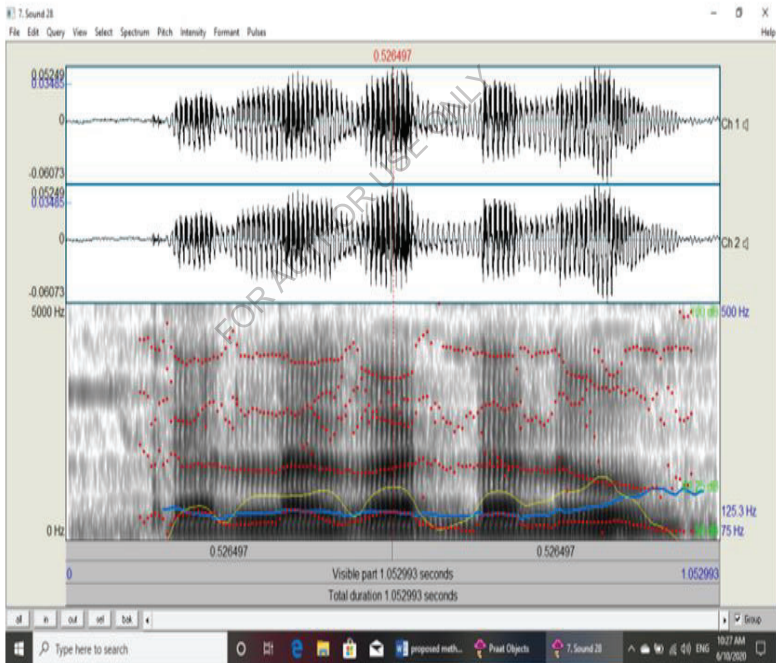 7. Sound 28
File Edit Query View Select Spectrum Pitch Intensity Formant Pulses Help
0.526497
0.05249
0.03485
0
-0.06073
Ch 1
0.05249
0.03485
0
-0.06073
Ch 2
5000 Hz
500 Hz
FOR AUTHOR USE ONLY
125.3 Hz
0 Hz
75 Hz
0.526497 0.526497
0 Visible part 1.052993 seconds 1.052993
Total duration 1.052993 seconds
all in out sel bak Group
Type here to search proposed meth... Praat Objects 7. Sound 28 ENG 10:27 AM
6/10/2020